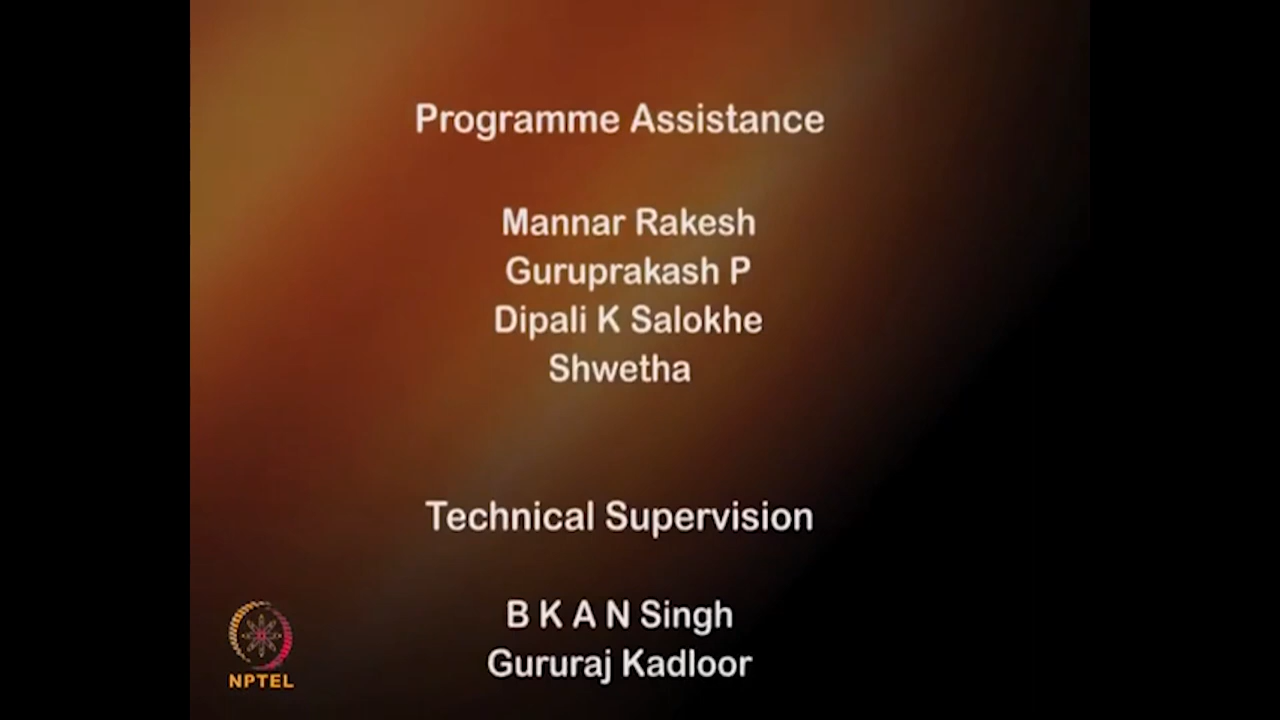 Programme Assistance
Mannar Rakesh
Guruprakash P
Dipali K Salokhe
Shwetha
Technical Supervision
B K A N Singh
Gururaj Kadloor
NPTEL